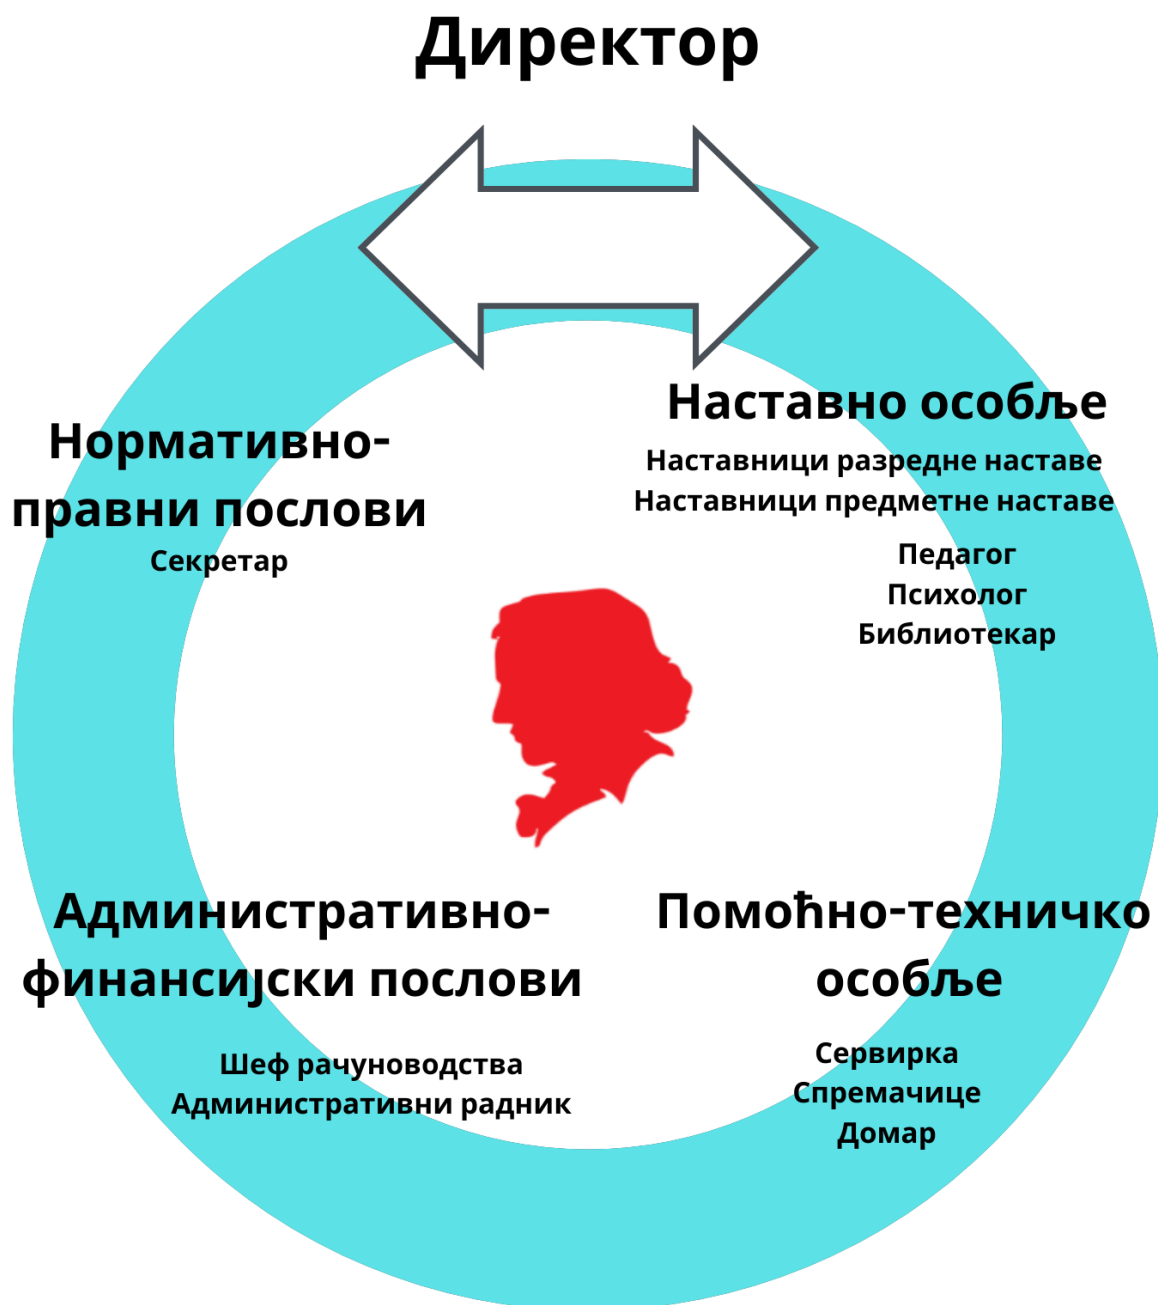 Директор
Нормативно-
правни послови
Секретар
Наставно особље
Наставници разредне наставе
Наставници предметне наставе
Педагог
Психолог
Библиотекар
Административно-
финансијски послови
Шеф рачуноводства
Административни радник
Помоћно-техничко
особље
Сервирка
Спремачице
Домар